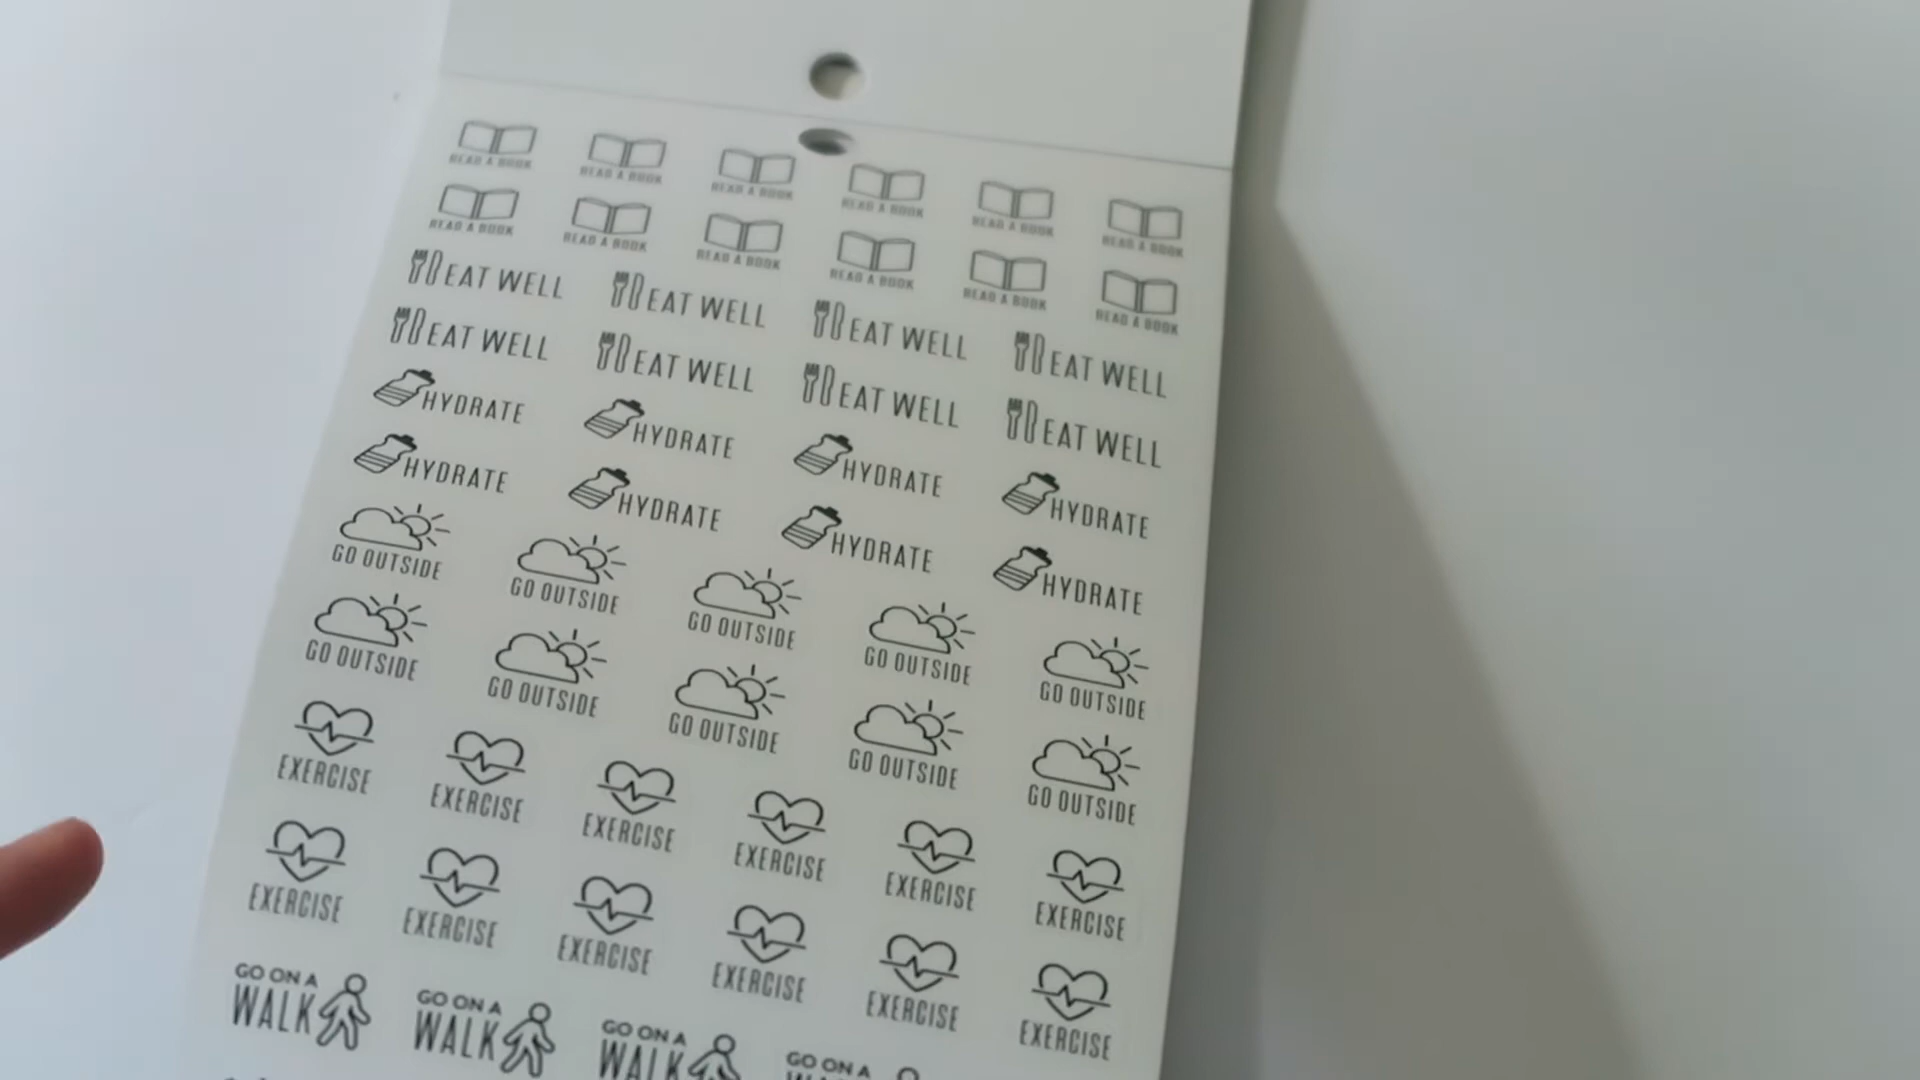 READ A BOOK READ A BOOK READ A BOOK READ A BOOK READ A BOOK READ A BOOK
READ A BOOK READ A BOOK READ A BOOK READ A BOOK READ A BOOK READ A BOOK
EAT WELL EAT WELL EAT WELL EAT WELL
EAT WELL EAT WELL EAT WELL EAT WELL
HYDRATE HYDRATE HYDRATE HYDRATE
HYDRATE HYDRATE HYDRATE HYDRATE
GO OUTSIDE GO OUTSIDE GO OUTSIDE GO OUTSIDE GO OUTSIDE
GO OUTSIDE GO OUTSIDE GO OUTSIDE GO OUTSIDE GO OUTSIDE
EXERCISE EXERCISE EXERCISE EXERCISE EXERCISE EXERCISE
EXERCISE EXERCISE EXERCISE EXERCISE EXERCISE EXERCISE
GO ON A GO ON A GO ON A GO ON A
WALK WALK WALK